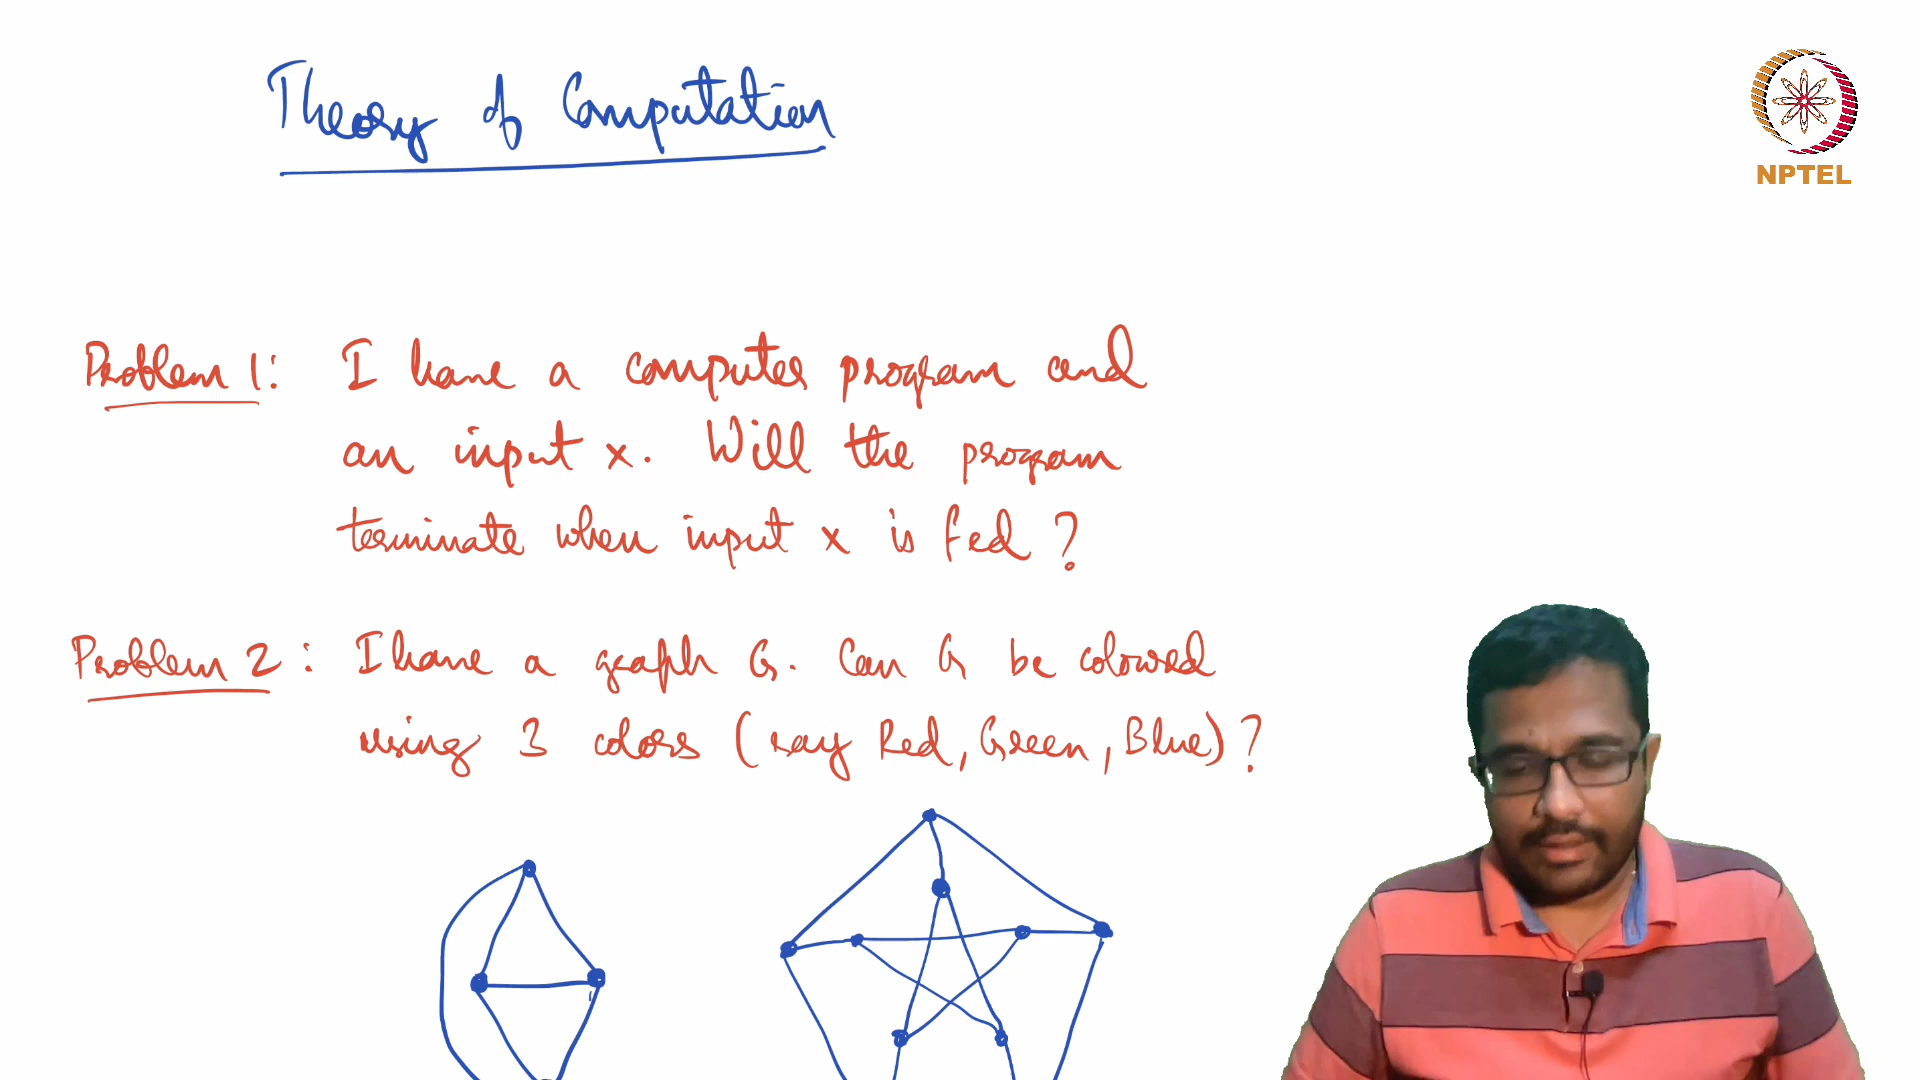 Theory of Computation
NPTEL
Problem 1: I have a computer program and
an input x. Will the program
terminate when input x is fed?
Problem 2: I have a graph G. Can G be coloured
using 3 colors (say Red, Green, Blue)?